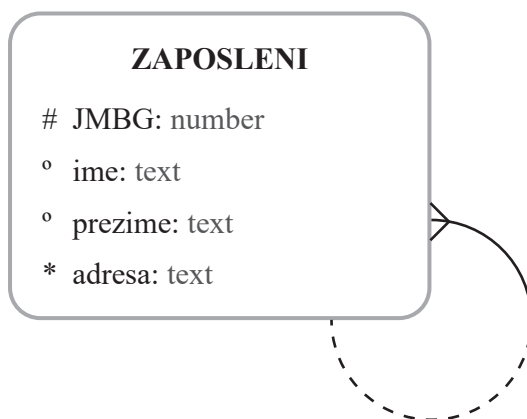 ZAPOSLENI
# JMBG: number
º ime: text
º prezime: text
* adresa: text